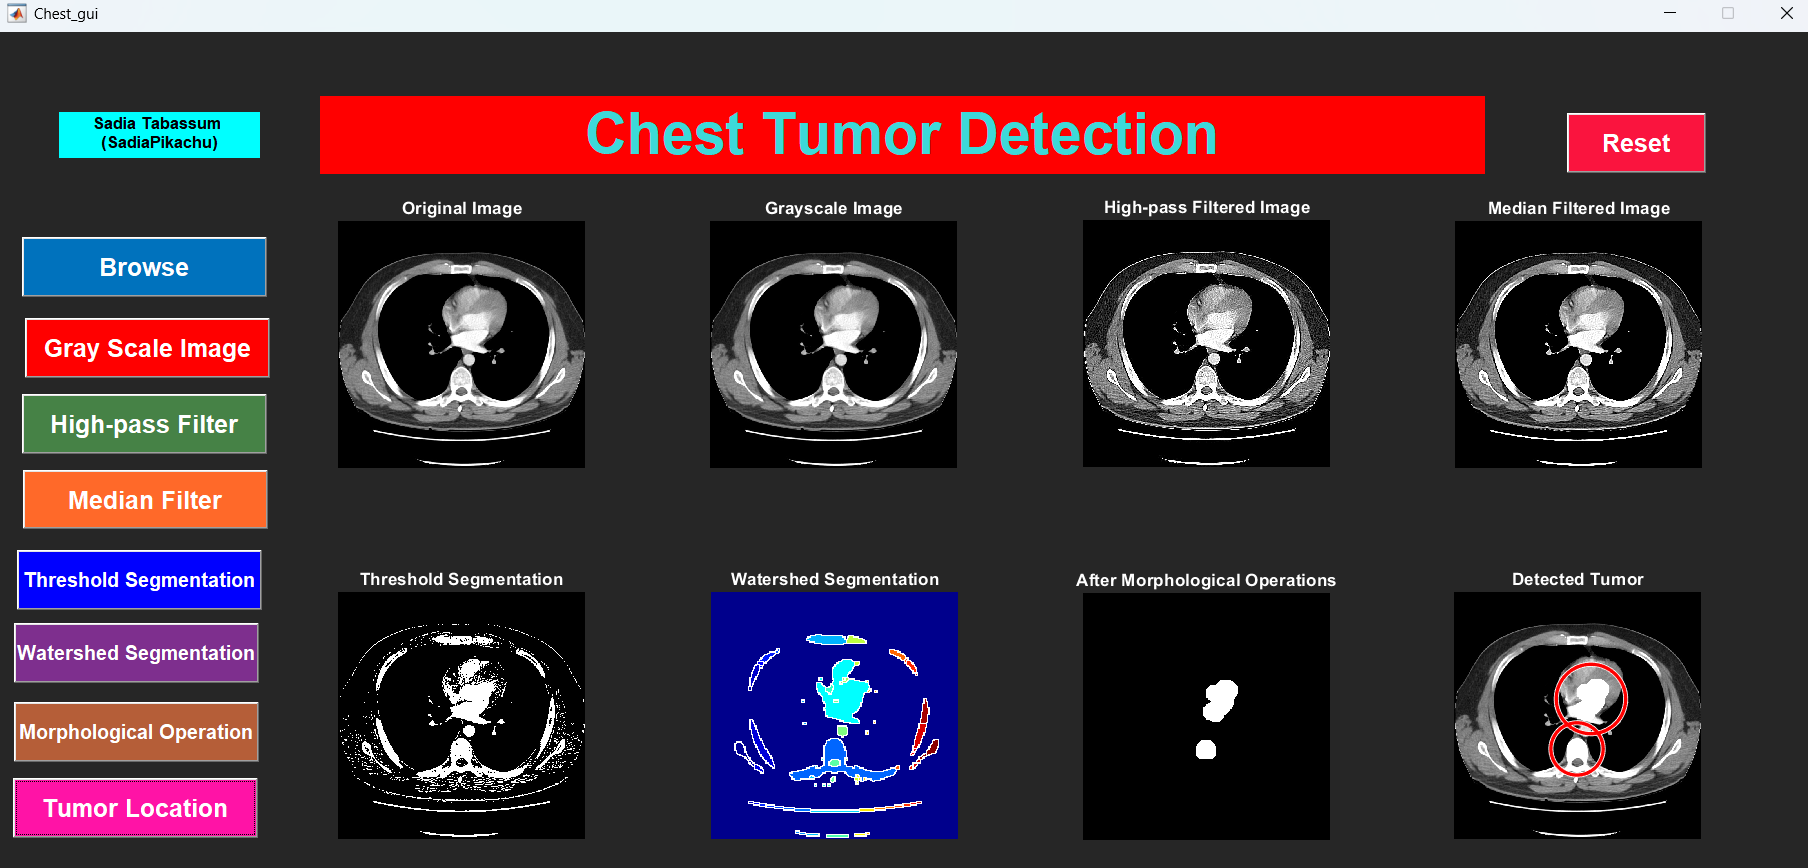 Chest_gui
Sadia Tabassum
(SadiaPikachu)
Chest Tumor Detection
Reset
Browse
Gray Scale Image
High-pass Filter
Median Filter
Threshold Segmentation
Watershed Segmentation
Morphological Operation
Tumor Location
Original Image
Grayscale Image
High-pass Filtered Image
Median Filtered Image
Threshold Segmentation
Watershed Segmentation
After Morphological Operations
Detected Tumor